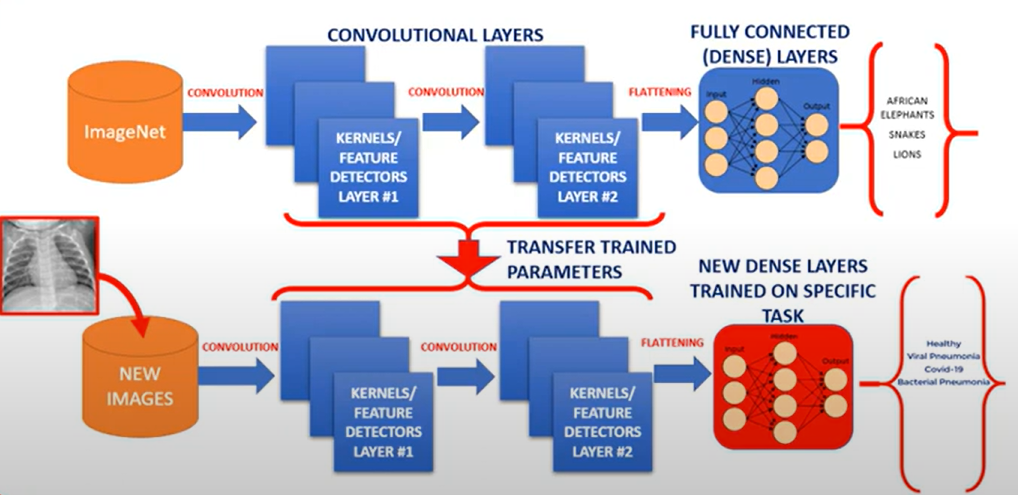 CONVOLUTIONAL LAYERS
FULLY CONNECTED
(DENSE) LAYERS
ImageNet
CONVOLUTION
KERNELS/
FEATURE
DETECTORS
LAYER #1
CONVOLUTION
KERNELS/
FEATURE
DETECTORS
LAYER #2
FLATTENING
Input
Hidden
Output
AFRICAN
ELEPHANTS
SNAKES
LIONS
TRANSFER TRAINED
PARAMETERS
NEW DENSE LAYERS
TRAINED ON SPECIFIC
TASK
NEW
IMAGES
CONVOLUTION
KERNELS/
FEATURE
DETECTORS
LAYER #1
CONVOLUTION
KERNELS/
FEATURE
DETECTORS
LAYER #2
FLATTENING
Input
Hidden
Output
Healthy
Viral Pneumonia
Covid-19
Bacterial Pneumonia